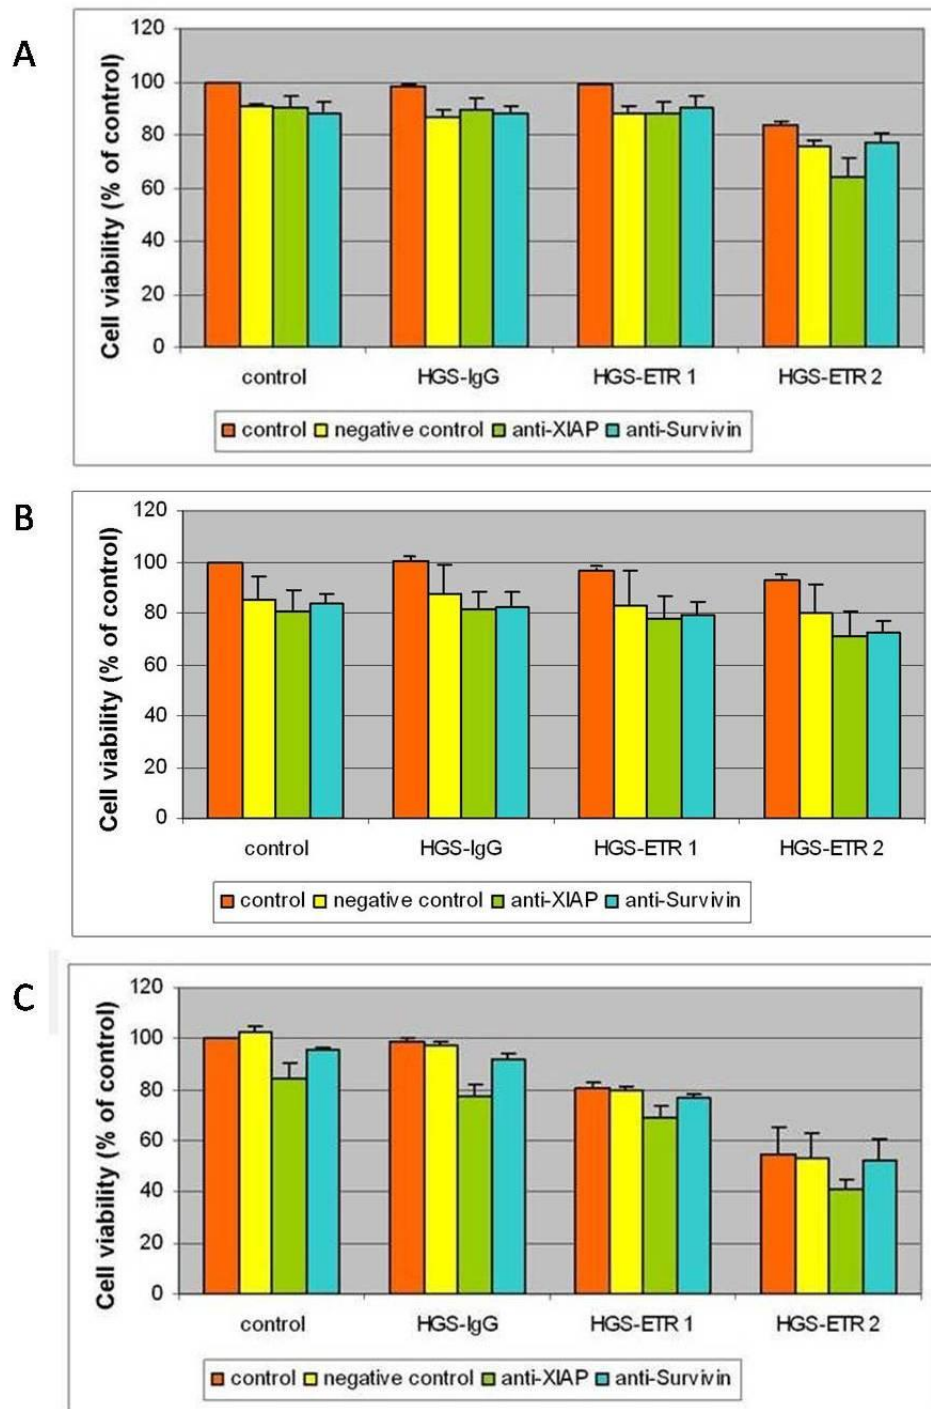 A
Cell viability (% of control)
120
100
80
60
40
20
0
control HGS-IgG HGS-ETR 1 HGS-ETR 2
control negative control anti-XIAP anti-Survivin
B
Cell viability (% of control)
120
100
80
60
40
20
0
control HGS-IgG HGS-ETR 1 HGS-ETR 2
control negative control anti-XIAP anti-Survivin
C
Cell viability (% of control)
120
100
80
60
40
20
0
control HGS-IgG HGS-ETR 1 HGS-ETR 2
control negative control anti-XIAP anti-Survivin